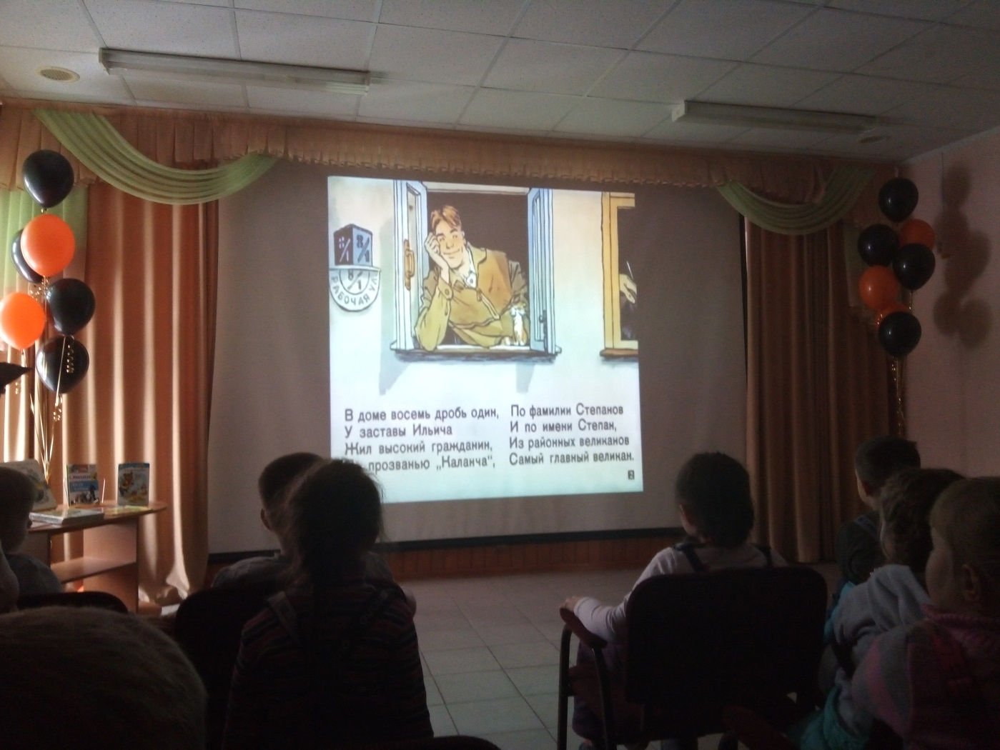 8/1
8/1
8/1
РАБОЧАЯ УЛ.
В доме восемь дробь один,
У заставы Ильича
Жил высокий гражданин,
прозванью „Каланча“,
По фамилии Степанов
И по имени Степан,
Из районных великанов
Самый главный великан.
2